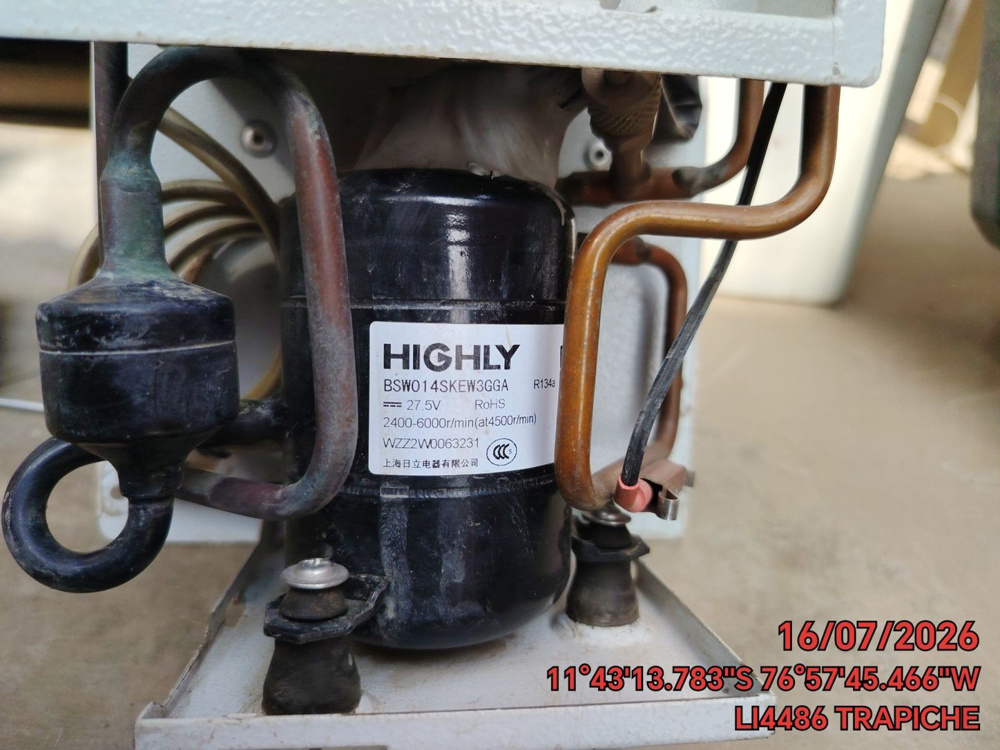 HIGHLY
BSW014SKEW3GGA R134a
27.5V RoHS
2400-6000r/min(at4500r/min)
WZZ2W0063231
CCC S
上海日立电器有限公司
16/07/2026
11°43'13.783"S 76°57'45.466"W
LI4486 TRAPICHE